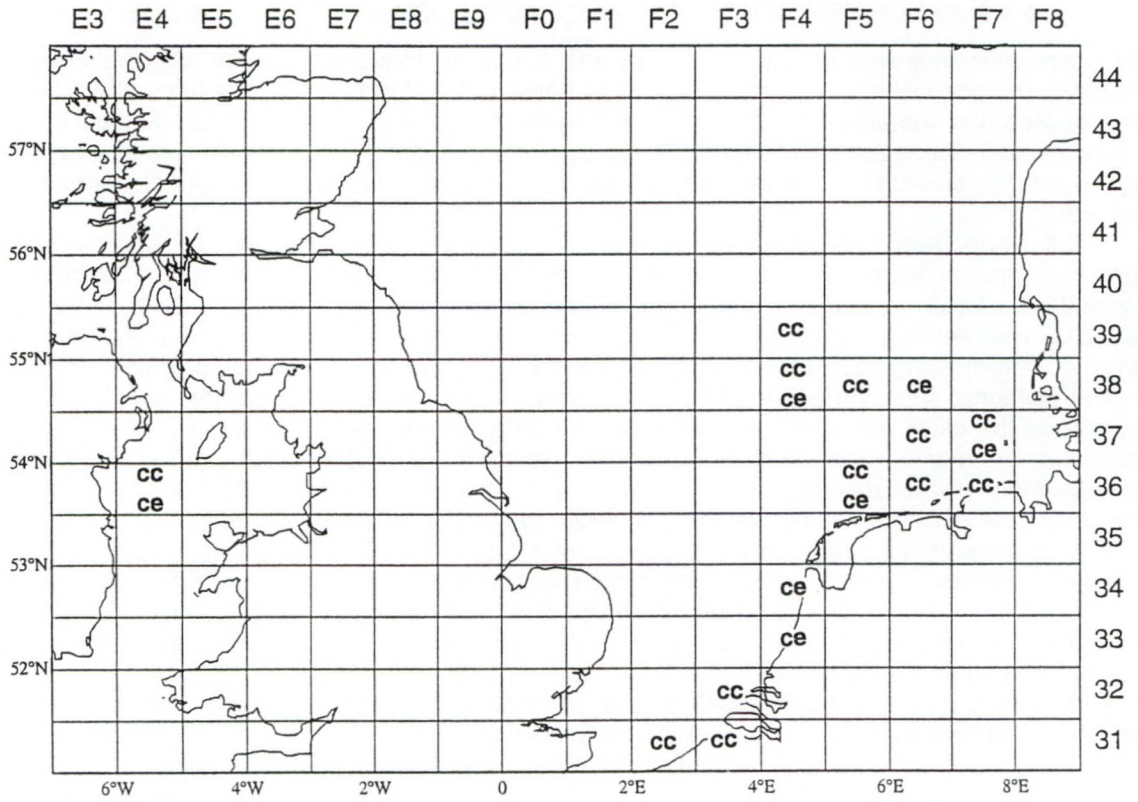 E3 E4 E5 E6 E7 E8 E9 F0 F1 F2 F3 F4 F5 F6 F7 F8
44
43
57°N
42
41
56°N
40
cc 39
55°N
cc
cc ce 38
ce
cc
cc 37
ce
54°N
cc cc
cc cc 36
ce ce
35
53°N
ce 34
ce 33
52°N
cc 32
cc cc 31
6°W 4°W 2°W 0 2°E 4°E 6°E 8°E